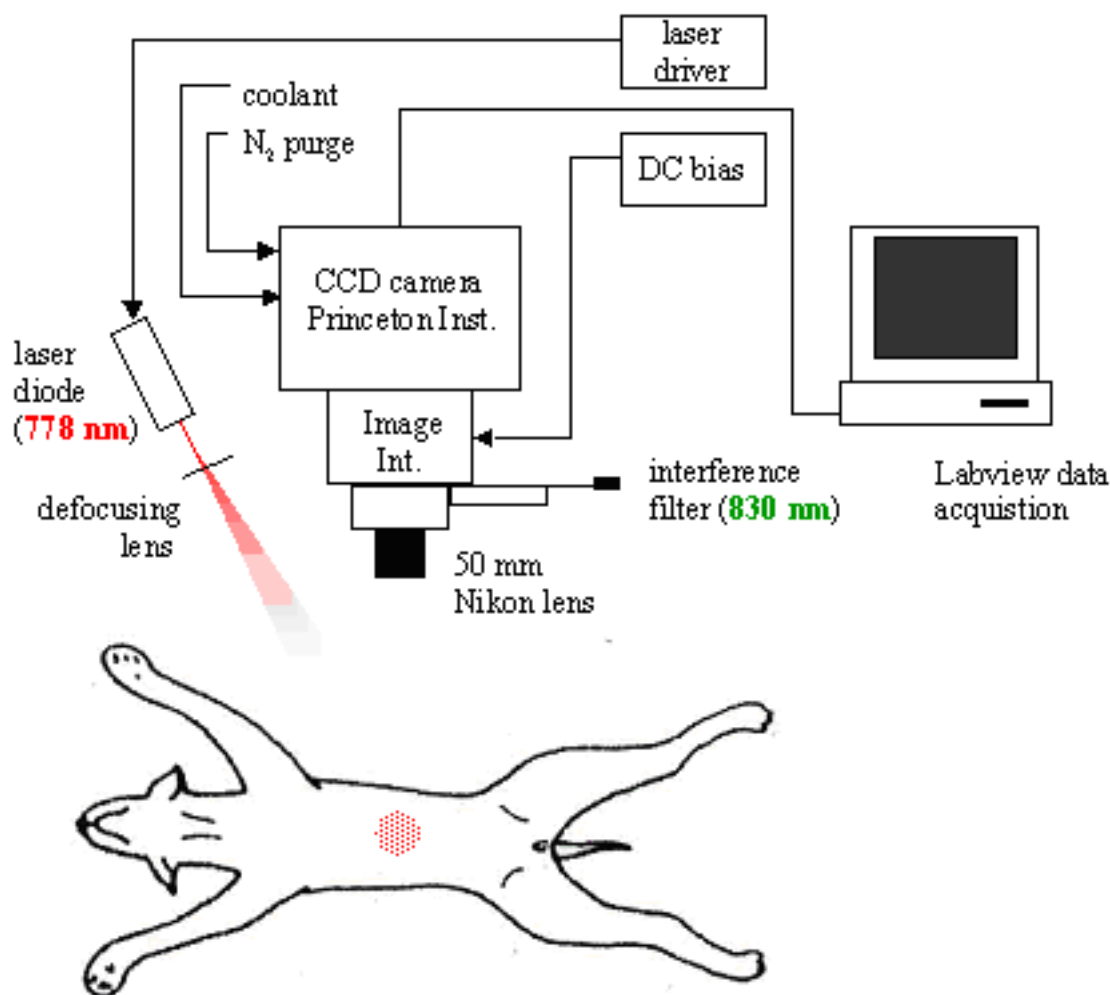 laser
driver
coolant
N₂ purge
DC bias
CCD camera
Princeton Inst.
laser
diode
(778 nm)
Image
Int.
defocusing
lens
interference
filter (830 nm)
Labview data
acquistion
50 mm
Nikon lens